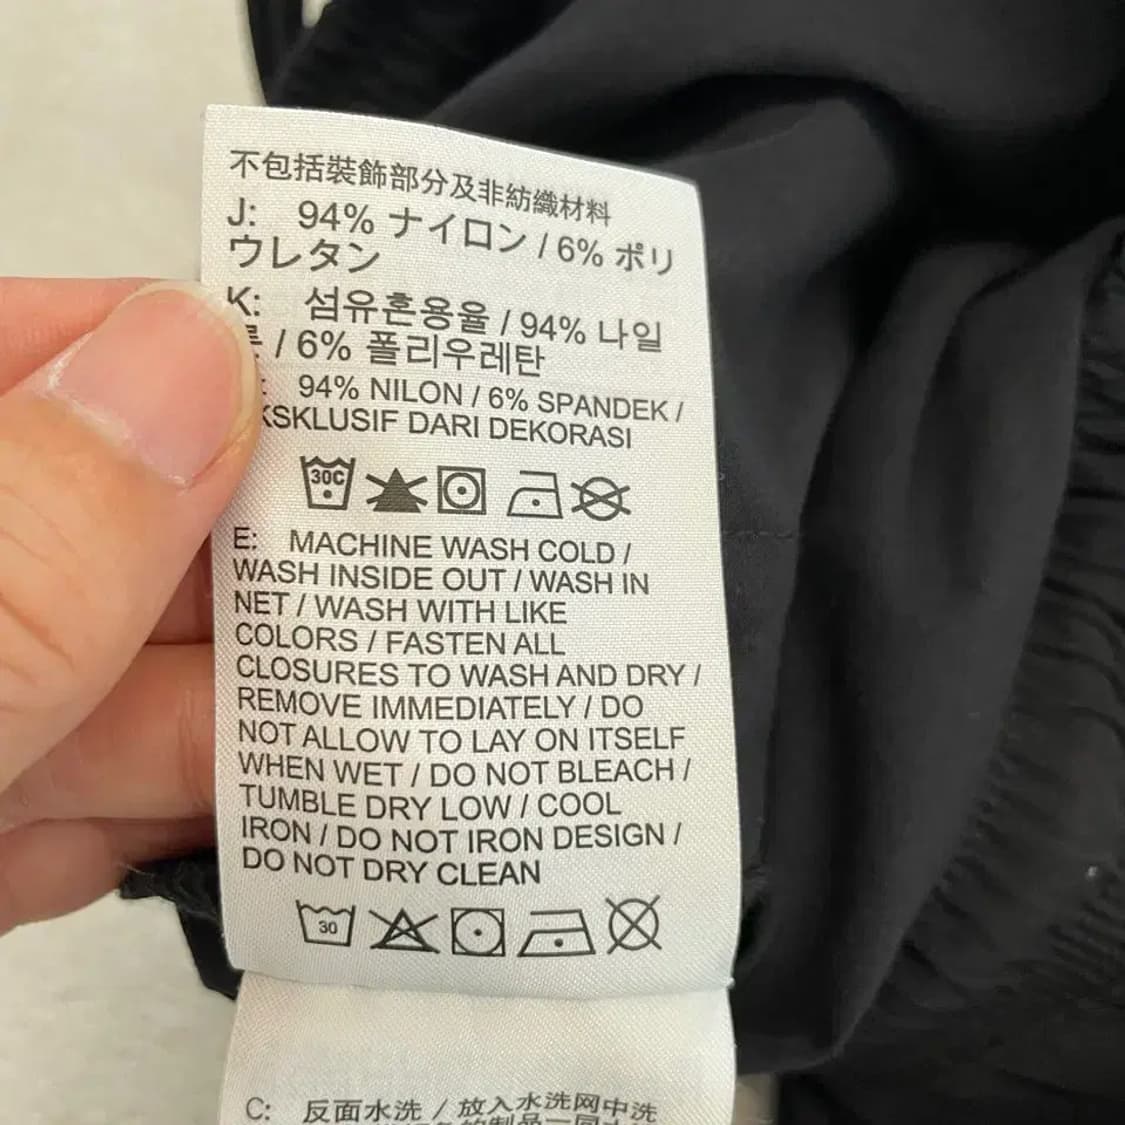 不包括裝飾部分及非紡織材料
J: 94% ナイロン / 6% ポリ
ウレタン
K: 섬유혼용율 / 94% 나일
/ 6% 폴리우레탄
: 94% NILON / 6% SPANDEK /
KSKLUSIF DARI DEKORASI
30C
E: MACHINE WASH COLD /
WASH INSIDE OUT / WASH IN
NET / WASH WITH LIKE
COLORS / FASTEN ALL
CLOSURES TO WASH AND DRY /
REMOVE IMMEDIATELY / DO
NOT ALLOW TO LAY ON ITSELF
WHEN WET / DO NOT BLEACH /
TUMBLE DRY LOW / COOL
IRON / DO NOT IRON DESIGN /
DO NOT DRY CLEAN
30
C: 反面水洗 / 放入水洗网中洗